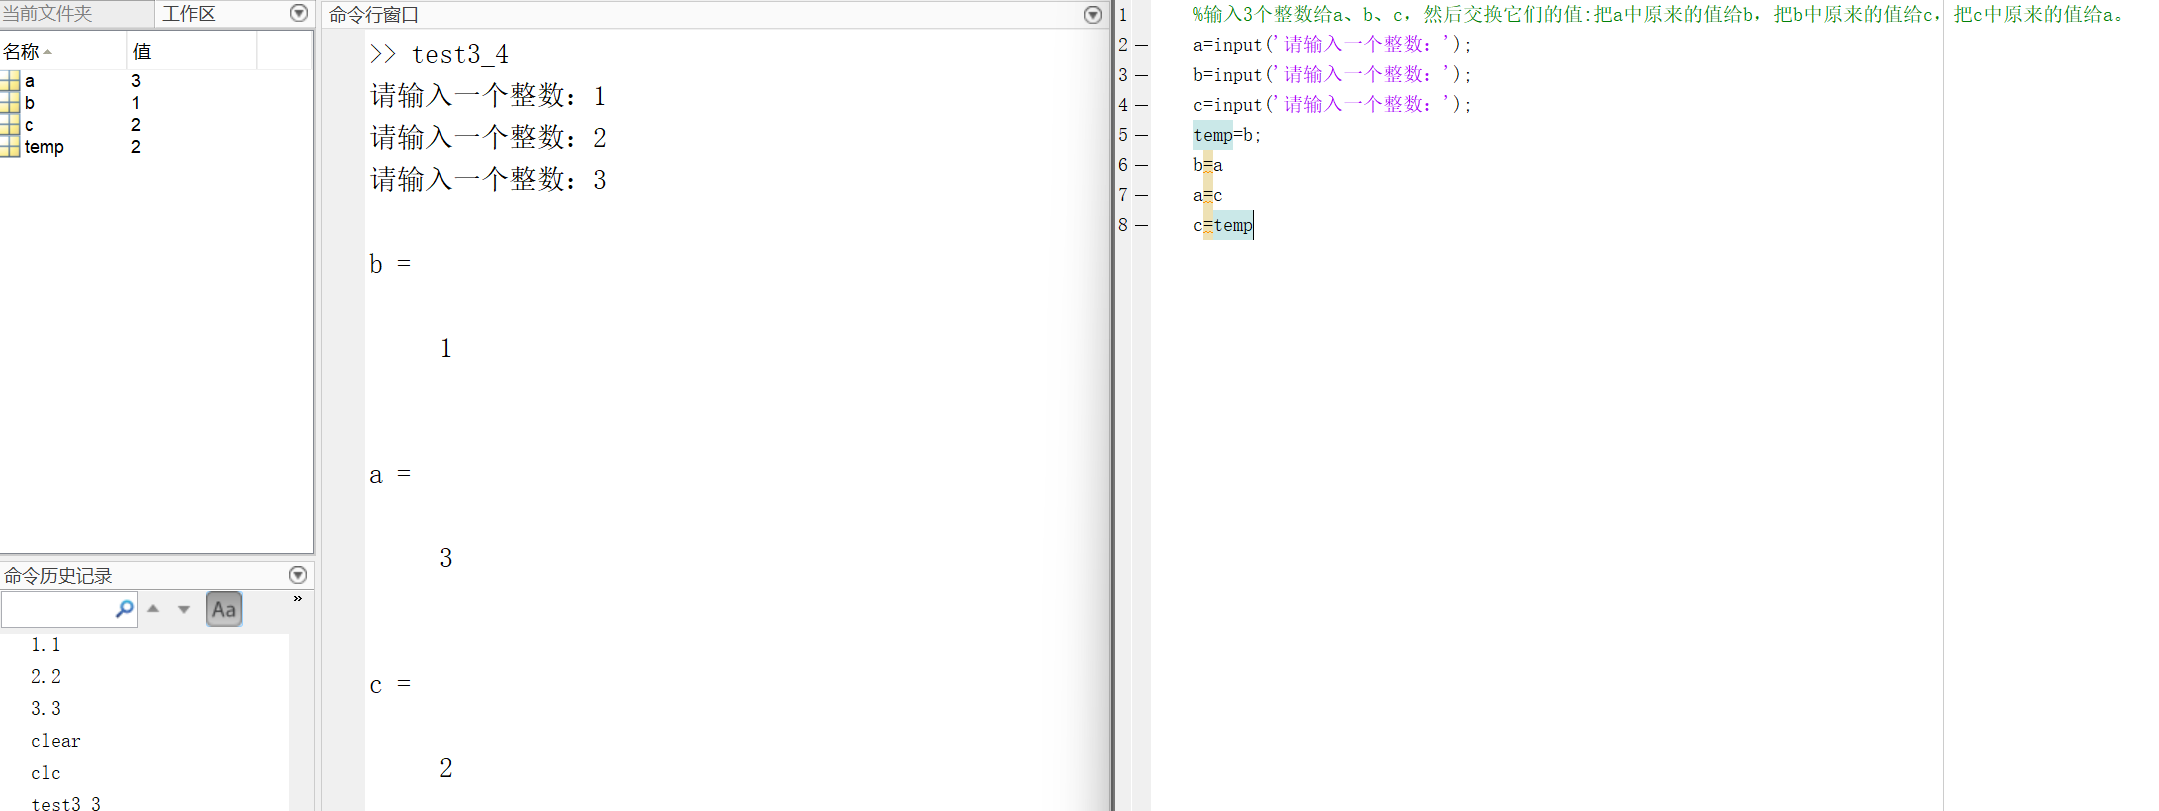 当前文件夹
工作区
名称
值
a
3
b
1
c
2
temp
2
命令历史记录
Aa
»
1.1
2.2
3.3
clear
clc
test3_3
命令行窗口
>> test3_4
请输入一个整数：1
请输入一个整数：2
请输入一个整数：3
b =
1
a =
3
c =
2
1 %输入3个整数给a、b、c，然后交换它们的值:把a中原来的值给b，把b中原来的值给c，把c中原来的值给a。
2 — a=input('请输入一个整数：');
3 — b=input('请输入一个整数：');
4 — c=input('请输入一个整数：');
5 — temp=b;
6 — b=a
7 — a=c
8 — c=temp